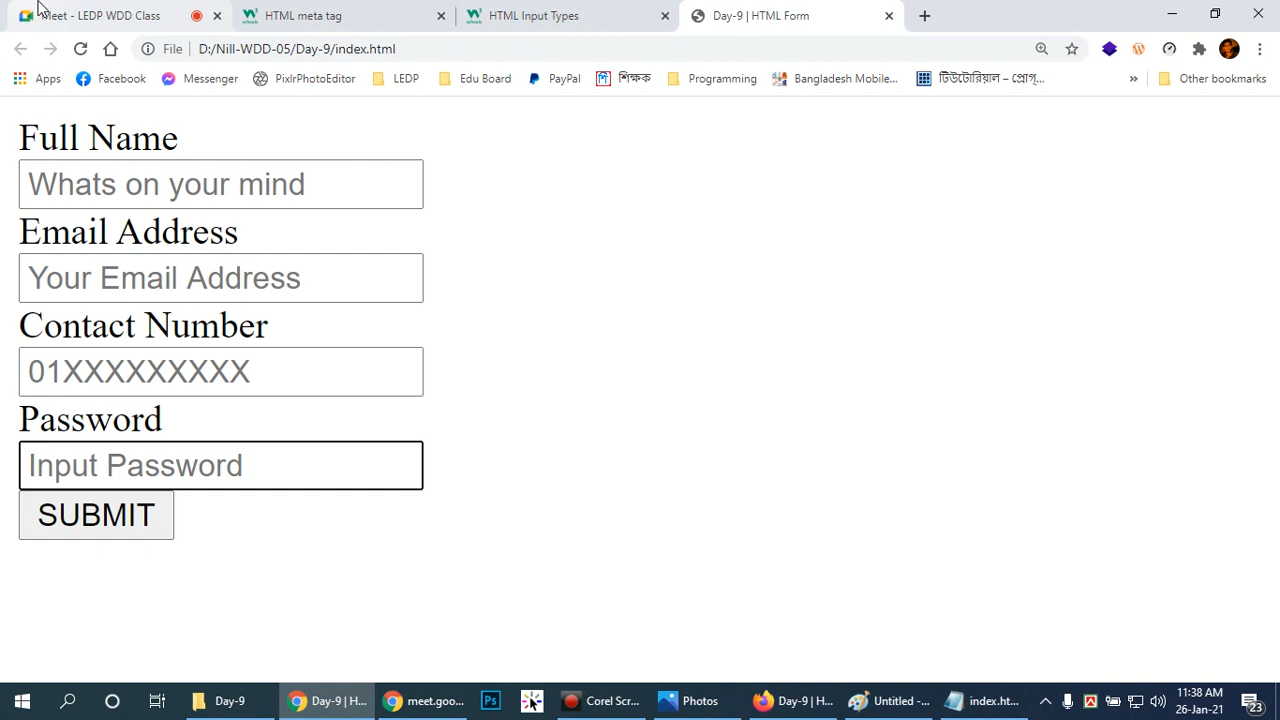 Meet - LEDP WDD Class
HTML meta tag
HTML Input Types
Day-9 | HTML Form
File
D:/Nill-WDD-05/Day-9/index.html
Apps
Facebook
Messenger
PixlrPhotoEditor
LEDP
Edu Board
PayPal
শি শিক্ষক
Programming
Bangladesh Mobile...
টিউটোরিয়াল – প্রোগ্...
»
Other bookmarks
Full Name
Whats on your mind
Email Address
Your Email Address
Contact Number
01XXXXXXXXX
Password
Input Password
SUBMIT
Day-9
Day-9 | H...
meet.goo...
Ps
Corel Scr...
Photos
Day-9 | H...
Untitled -...
index.ht...
11:38 AM
26-Jan-21
23